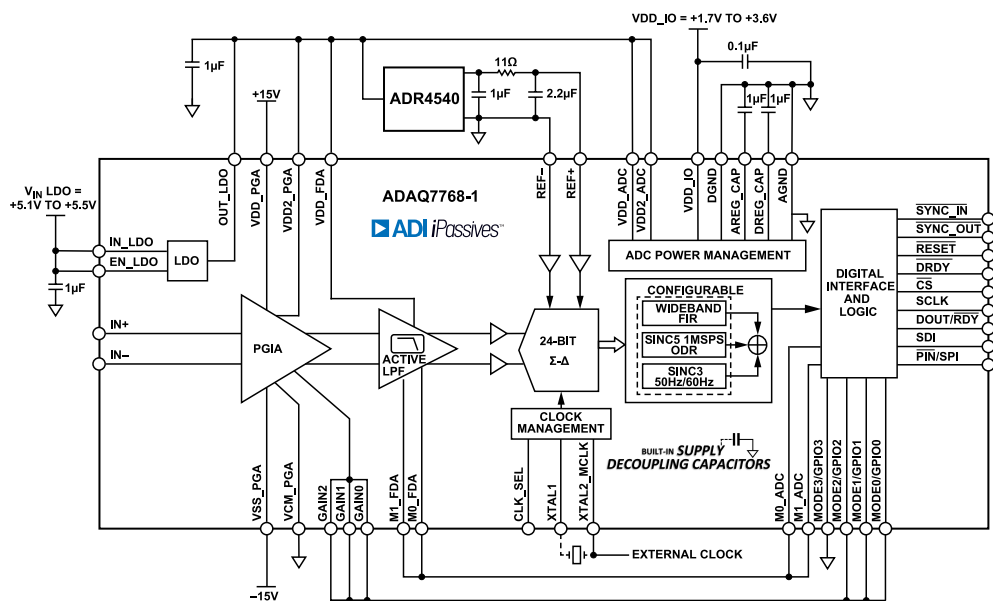 VDD_IO = +1.7V TO +3.6V
0.1µF
1µF
11Ω
ADR4540
1µF
2.2µF
1µF 1µF
+15V
OUT_LDO
VDD_PGA
VDD2_PGA
VDD_FDA
REF−
REF+
VDD_ADC
VDD2_ADC
VDD_IO
DGND
AREG_CAP
DREG_CAP
AGND
VIN LDO =
+5.1V TO +5.5V
ADAQ7768-1
ADI iPassives™
IN_LDO
EN_LDO
LDO
1µF
ADC POWER MANAGEMENT
DIGITAL
INTERFACE
AND
LOGIC
SYNC_IN
SYNC_OUT
RESET
DRDY
CS
SCLK
DOUT/RDY
SDI
PIN/SPI
CONFIGURABLE
WIDEBAND
FIR
SINC5 1MSPS
ODR
SINC3
50Hz/60Hz
IN+
IN−
PGIA
ACTIVE
LPF
24-BIT
Σ-Δ
CLOCK
MANAGEMENT
BUILT-IN SUPPLY
DECOUPLING CAPACITORS
VSS_PGA
VCM_PGA
GAIN2
GAIN1
GAIN0
M1_FDA
M0_FDA
CLK_SEL
XTAL1
XTAL2_MCLK
M0_ADC
M1_ADC
MODE3/GPIO3
MODE2/GPIO2
MODE1/GPIO1
MODE0/GPIO0
EXTERNAL CLOCK
−15V